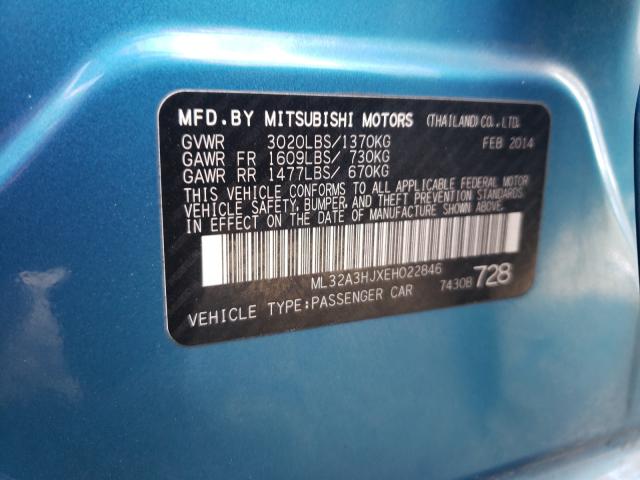 MFD.BY MITSUBISHI MOTORS (THAILAND) CO., LTD.
GVWR 3020LBS/1370KG FEB 2014
GAWR FR 1609LBS/ 730KG
GAWR RR 1477LBS/ 670KG
THIS VEHICLE CONFORMS TO ALL APPLICABLE FEDERAL MOTOR
VEHICLE SAFETY, BUMPER, AND THEFT PREVENTION STANDARDS
IN EFFECT ON THE DATE OF MANUFACTURE SHOWN ABOVE.
ML32A3HJXEH022846
VEHICLE TYPE:PASSENGER CAR 7430B 728